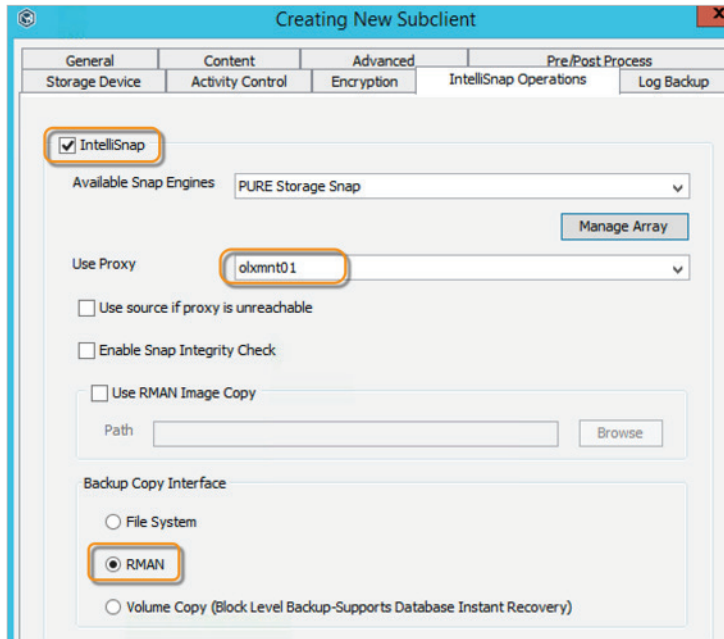 Creating New Subclient
General Content Advanced Pre/Post Process
Storage Device Activity Control Encryption IntelliSnap Operations Log Backup
IntelliSnap
Available Snap Engines PURE Storage Snap
Manage Array
Use Proxy olxmnt01
Use source if proxy is unreachable
Enable Snap Integrity Check
Use RMAN Image Copy
Path Browse
Backup Copy Interface
File System
RMAN
Volume Copy (Block Level Backup-Supports Database Instant Recovery)